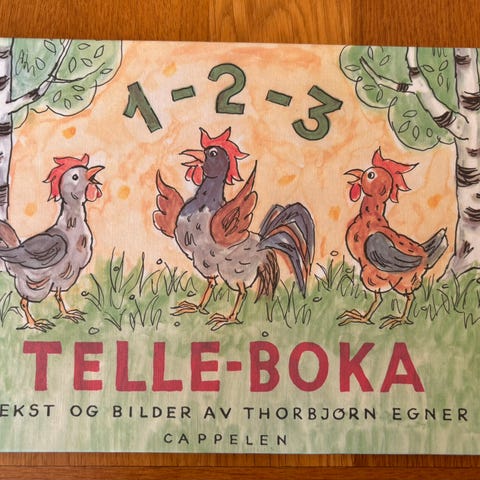 1-2-3
TELLE-BOKA
EKST OG BILDER AV THORBJØRN EGNER
CAPPELEN